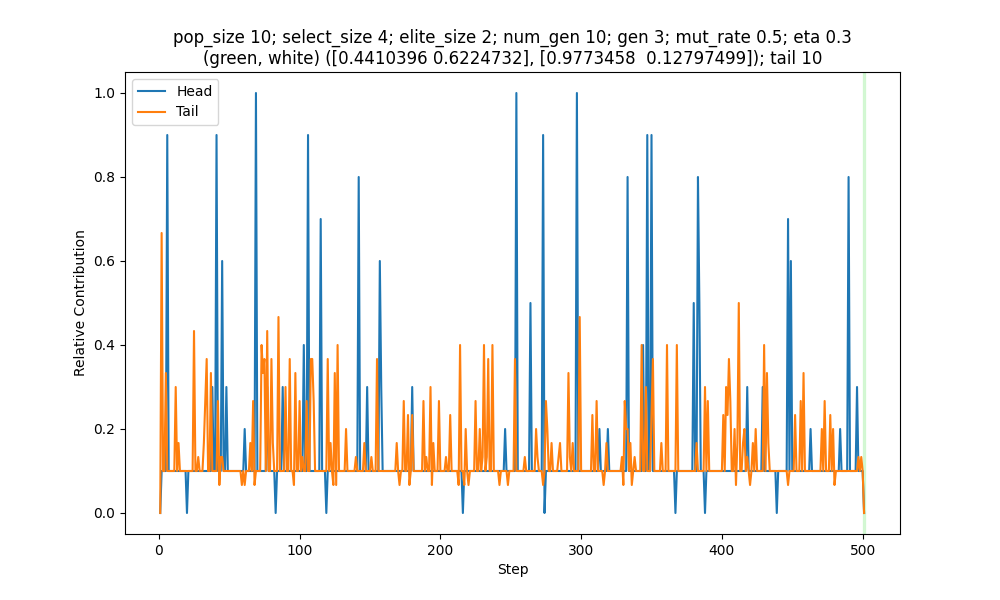 pop_size 10; select_size 4; elite_size 2; num_gen 10; gen 3; mut_rate 0.5; eta 0.3
(green, white) ([0.4410396 0.6224732], [0.9773458  0.12797499]); tail 10
Head
Tail
1.0
0.8
0.6
0.4
0.2
0.0
Relative Contribution
0
100
200
300
400
500
Step